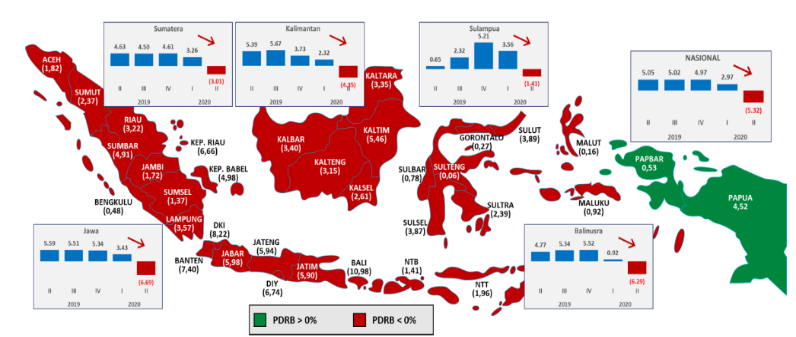 Sumatera
4.63 4.50 4.61 3.26
(3.01)
II III IV I II
2019 2020
Kalimantan
5.39 5.67 3.73 2.32
(4.35)
II III IV I II
2019 2020
Sulampua
0.65 2.32 5.21 3.56
II III IV I II
2019 2020
NASIONAL
5.05 5.02 4.97 2.97
(5.32)
II III IV I II
2019 2020
ACEH
(1,82)
SUMUT
(2,37)
RIAU
(3,22)
KEP. RIAU
(6,66)
SUMBAR
(4,91)
JAMBI
(1,72)
KEP. BABEL
(4,98)
BENGKULU
(0,48)
SUMSEL
(1,37)
LAMPUNG
(3,57)
KALTARA
(3,35)
KALBAR
(3,40)
KALTIM
(5,46)
KALTENG
(3,15)
KALSEL
(2,61)
GORONTALO
(0,27)
SULUT
(3,89)
MALUT
(0,16)
SULBAR
(0,78)
SULTENG
(0,06)
SULTRA
(2,39)
SULSEL
(3,87)
MALUKU
(0,92)
PAPBAR
0,53
PAPUA
4,52
DKI
(8,22)
BANTEN
(7,40)
JABAR
(5,98)
JATENG
(5,94)
DIY
(6,74)
JATIM
(5,90)
BALI
(10,98)
NTB
(1,41)
NTT
(1,96)
Jawa
5.59 5.51 5.34 3.43
(6.69)
II III IV I II
2019 2020
Balinusra
4.77 5.34 5.52 0.92
(6.29)
II III IV I II
2019 2020
PDRB > 0%
PDRB < 0%